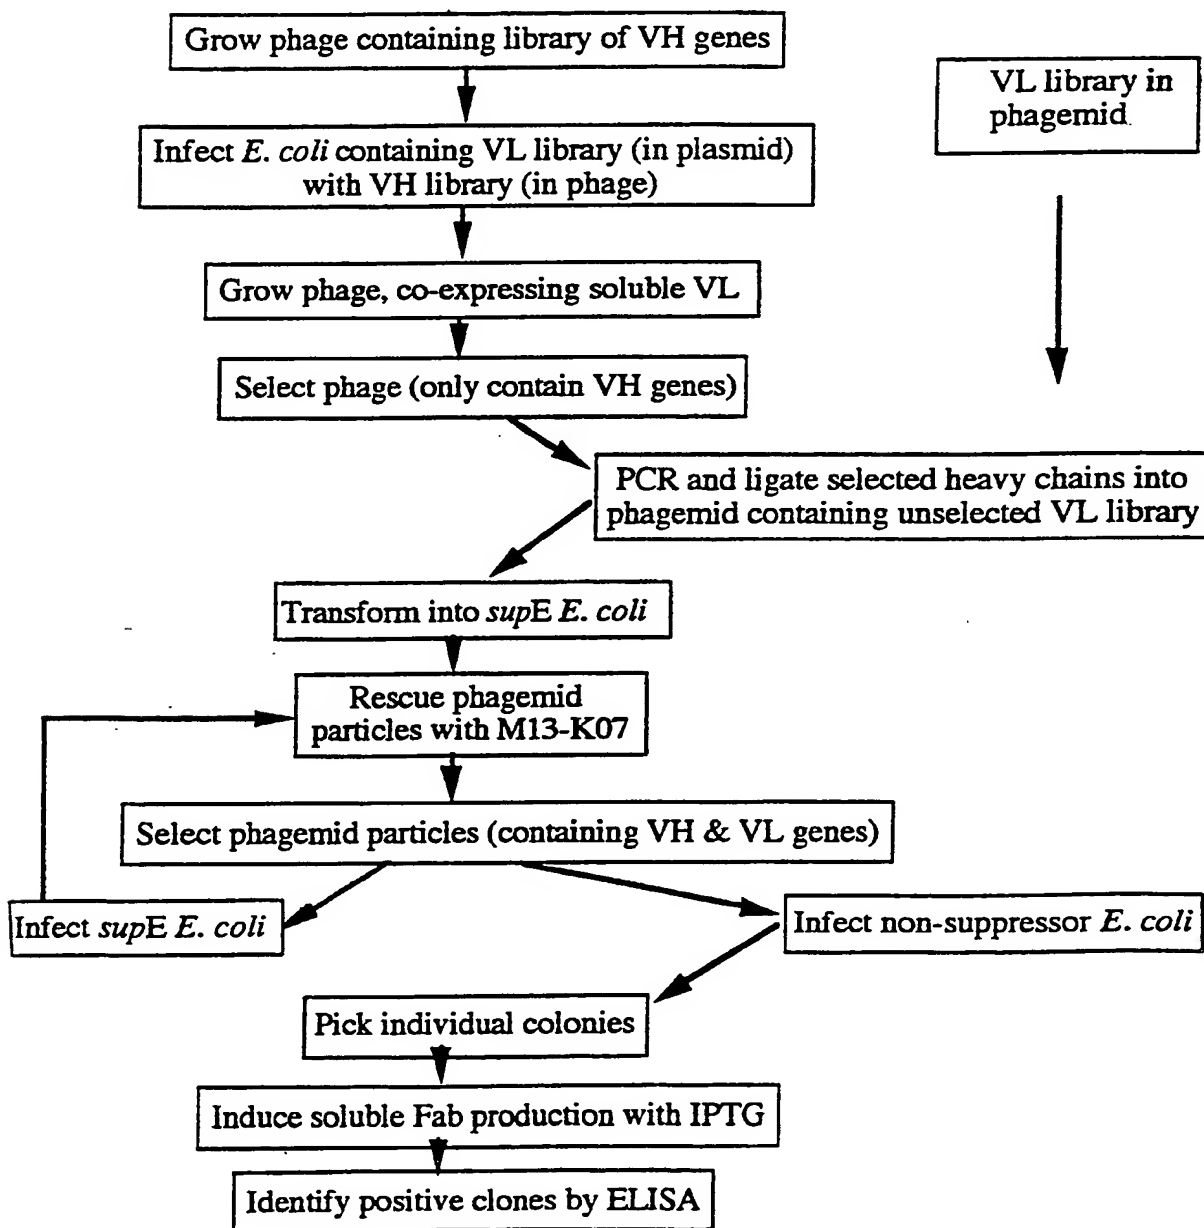 Grow phage containing library of VH genes
VL library in
phagemid.
Infect E. coli containing VL library (in plasmid)
with VH library (in phage)
Grow phage, co-expressing soluble VL
Select phage (only contain VH genes)
PCR and ligate selected heavy chains into
phagemid containing unselected VL library
Transform into supE E. coli
Rescue phagemid
particles with M13-K07
Select phagemid particles (containing VH & VL genes)
Infect supE E. coli
Infect non-suppressor E. coli
Pick individual colonies
Induce soluble Fab production with IPTG
Identify positive clones by ELISA